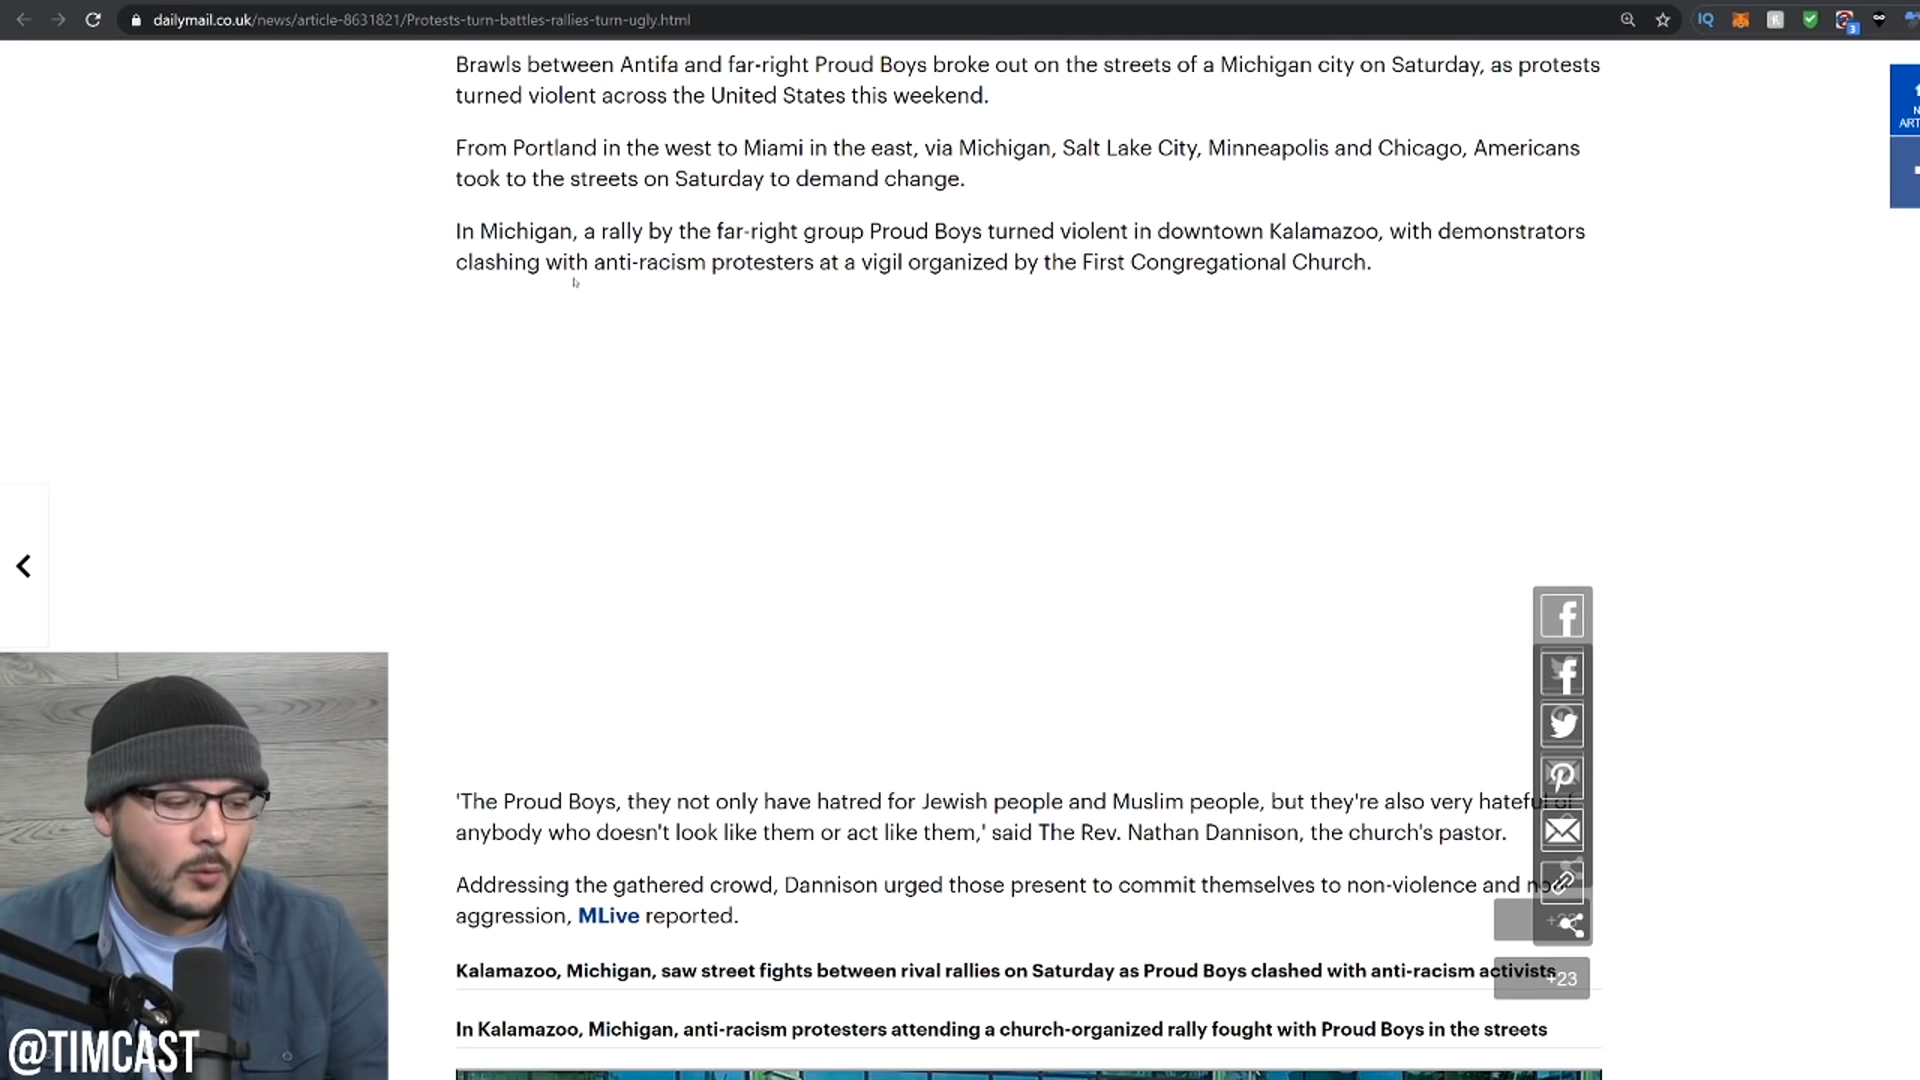 dailymail.co.uk/news/article-8631821/Protests-turn-battles-rallies-turn-ugly.html
IQ
3
Brawls between Antifa and far-right Proud Boys broke out on the streets of a Michigan city on Saturday, as protests
turned violent across the United States this weekend.
ART
From Portland in the west to Miami in the east, via Michigan, Salt Lake City, Minneapolis and Chicago, Americans
took to the streets on Saturday to demand change.
In Michigan, a rally by the far-right group Proud Boys turned violent in downtown Kalamazoo, with demonstrators
clashing with anti-racism protesters at a vigil organized by the First Congregational Church.
'The Proud Boys, they not only have hatred for Jewish people and Muslim people, but they're also very hateful of
anybody who doesn't look like them or act like them,' said The Rev. Nathan Dannison, the church's pastor.
Addressing the gathered crowd, Dannison urged those present to commit themselves to non-violence and
aggression, MLive reported.
Kalamazoo, Michigan, saw street fights between rival rallies on Saturday as Proud Boys clashed with anti-racism activists
+23
In Kalamazoo, Michigan, anti-racism protesters attending a church-organized rally fought with Proud Boys in the streets
@TIMCAST